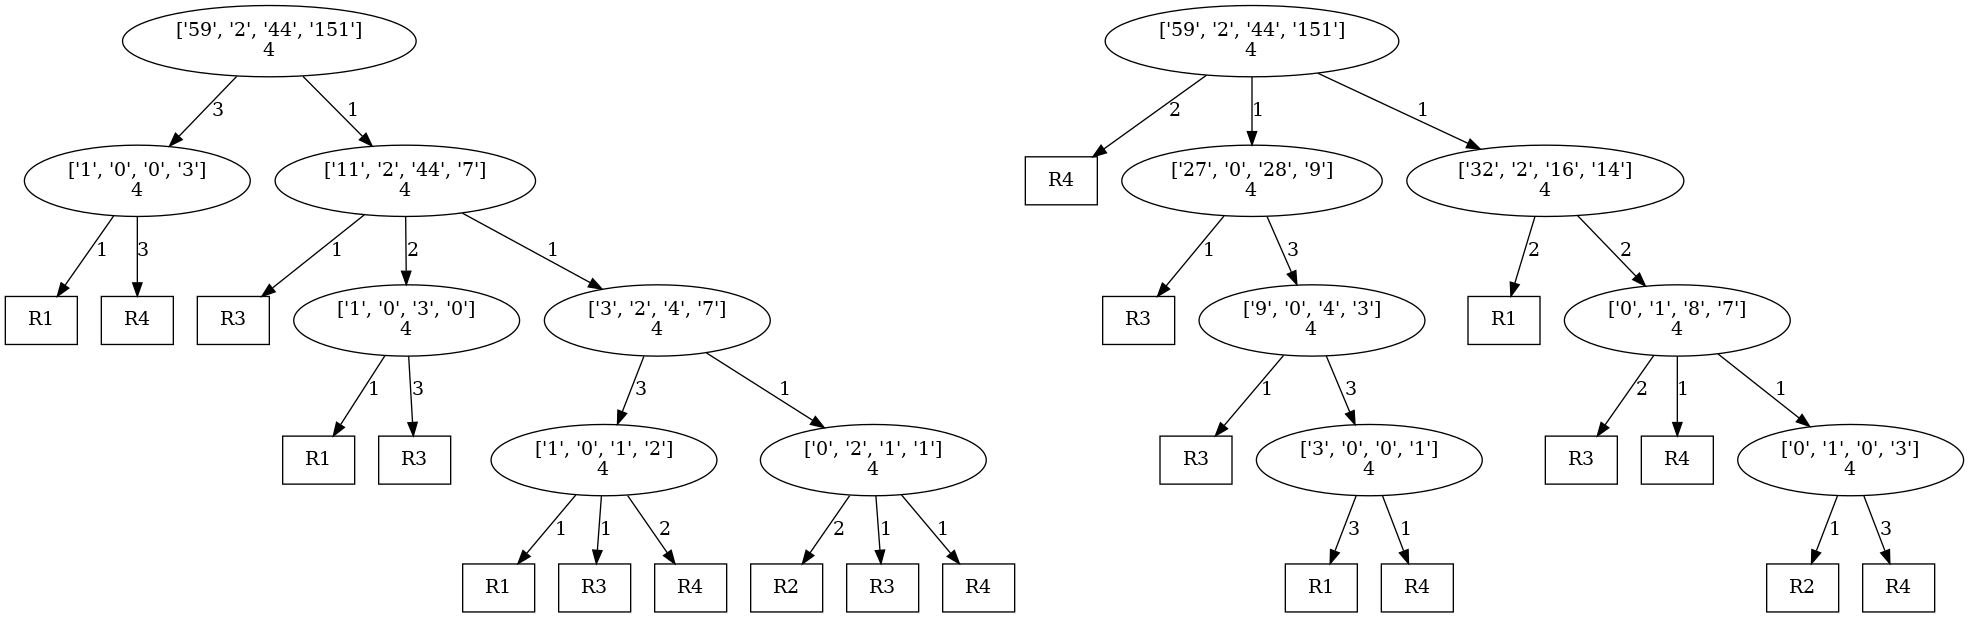 ['59', '2', '44', '151']
4
['59', '2', '44', '151']
4
3
1
2
1
1
['1', '0', '0', '3']
4
['11', '2', '44', '7']
4
R4
['27', '0', '28', '9']
4
['32', '2', '16', '14']
4
1
3
1
2
1
1
3
2
2
R1
R4
R3
['1', '0', '3', '0']
4
['3', '2', '4', '7']
4
R3
['9', '0', '4', '3']
4
R1
['0', '1', '8', '7']
4
1
3
3
1
1
3
2
1
1
R1
R3
['1', '0', '1', '2']
4
['0', '2', '1', '1']
4
R3
['3', '0', '0', '1']
4
R3
R4
['0', '1', '0', '3']
4
1
1
2
2
1
1
3
1
1
3
R1
R3
R4
R2
R3
R4
R1
R4
R2
R4